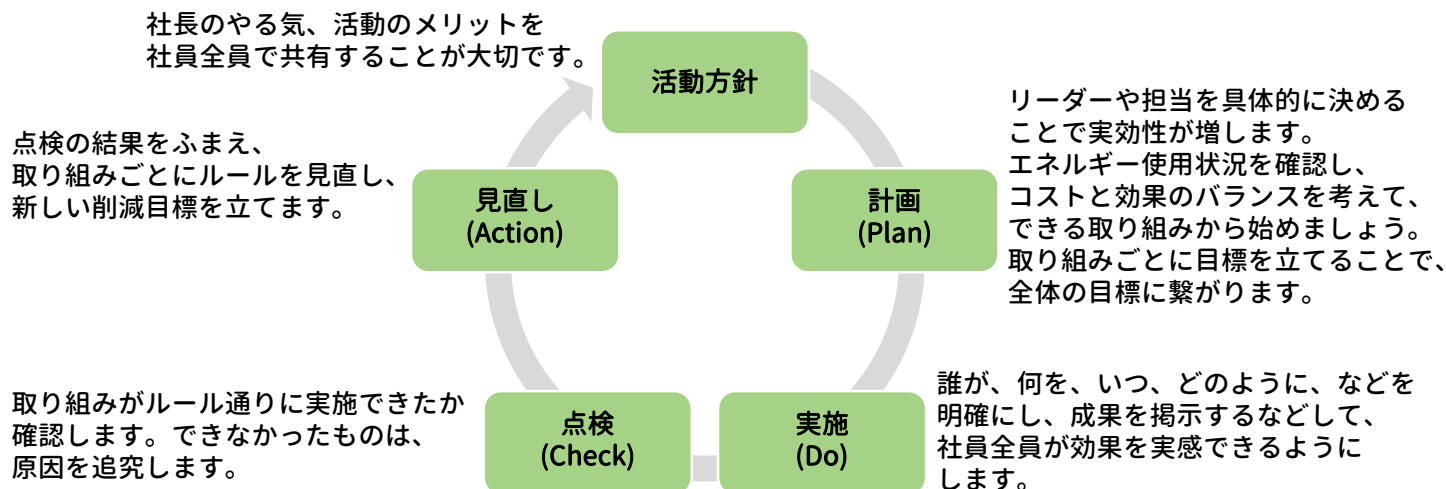 社長のやる気、活動のメリットを
社員全員で共有することが大切です。
活動方針
リーダーや担当を具体的に決める
ことで実効性が増します。
エネルギー使用状況を確認し、
コストと効果のバランスを考えて、
できる取り組みから始めましょう。
取り組みごとに目標を立てることで、
全体の目標に繋がります。
計画
(Plan)
誰が、何を、いつ、どのように、などを
明確にし、成果を掲示するなどして、
社員全員が効果を実感できるように
します。
実施
(Do)
点検
(Check)
取り組みがルール通りに実施できたか
確認します。できなかったものは、
原因を追究します。
見直し
(Action)
点検の結果をふまえ、
取り組みごとにルールを見直し、
新しい削減目標を立てます。